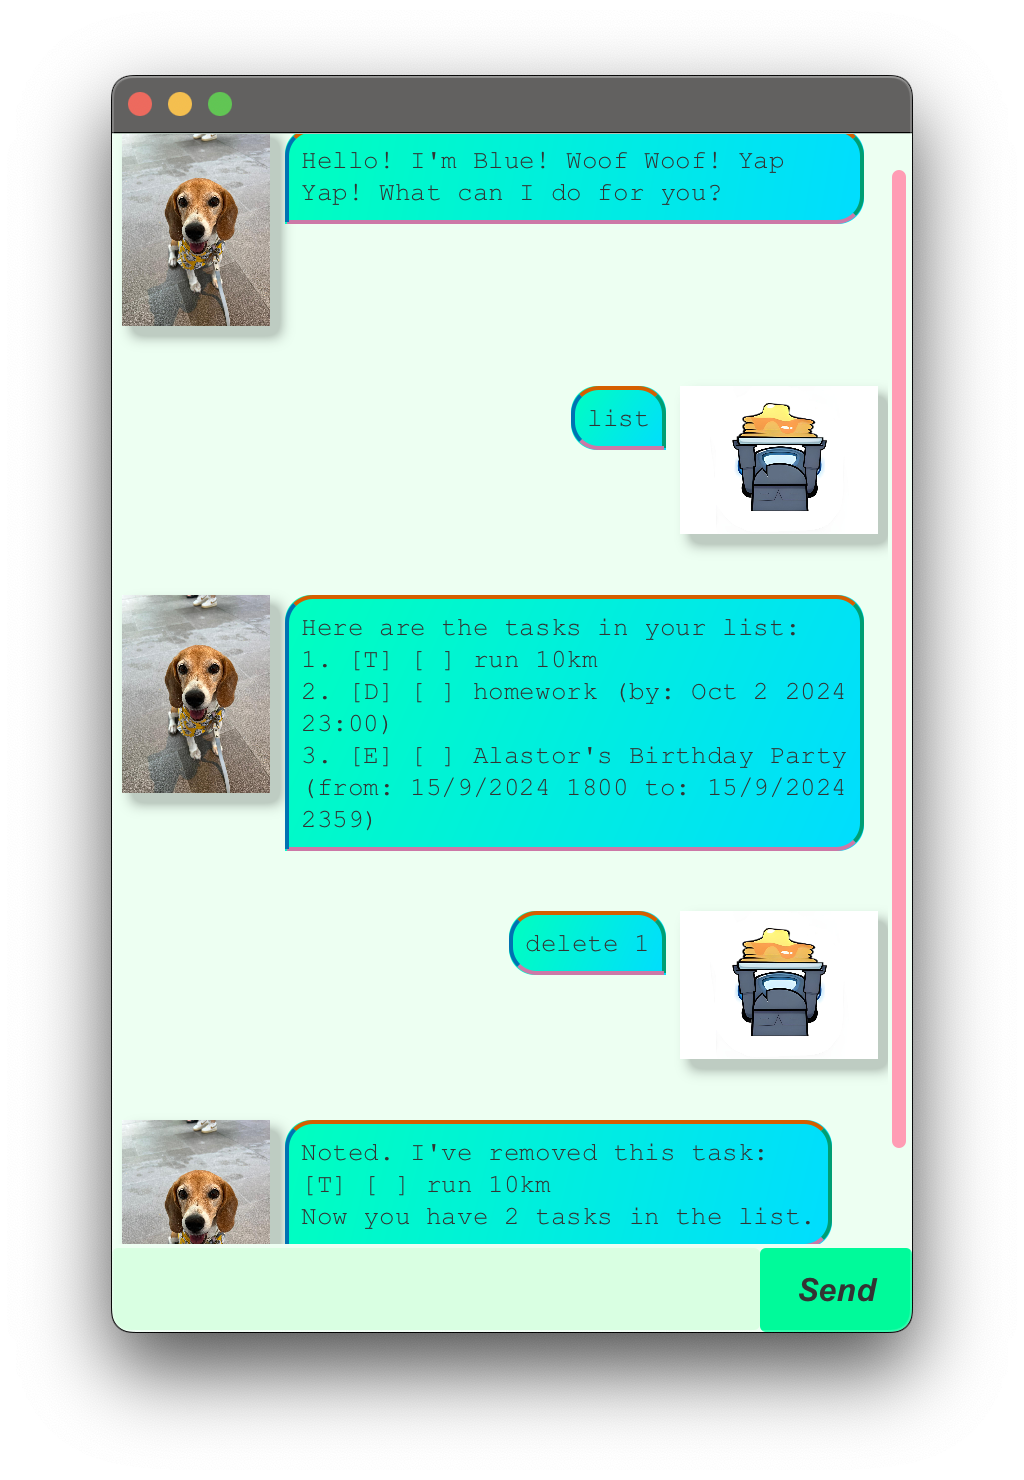 Hello! I'm Blue! Woof Woof! Yap
Yap! What can I do for you?
list
Here are the tasks in your list:
1. [T] [ ] run 10km
2. [D] [ ] homework (by: Oct 2 2024
23:00)
3. [E] [ ] Alastor's Birthday Party
(from: 15/9/2024 1800 to: 15/9/2024
2359)
delete 1
Noted. I've removed this task:
[T] [ ] run 10km
Now you have 2 tasks in the list.
Send